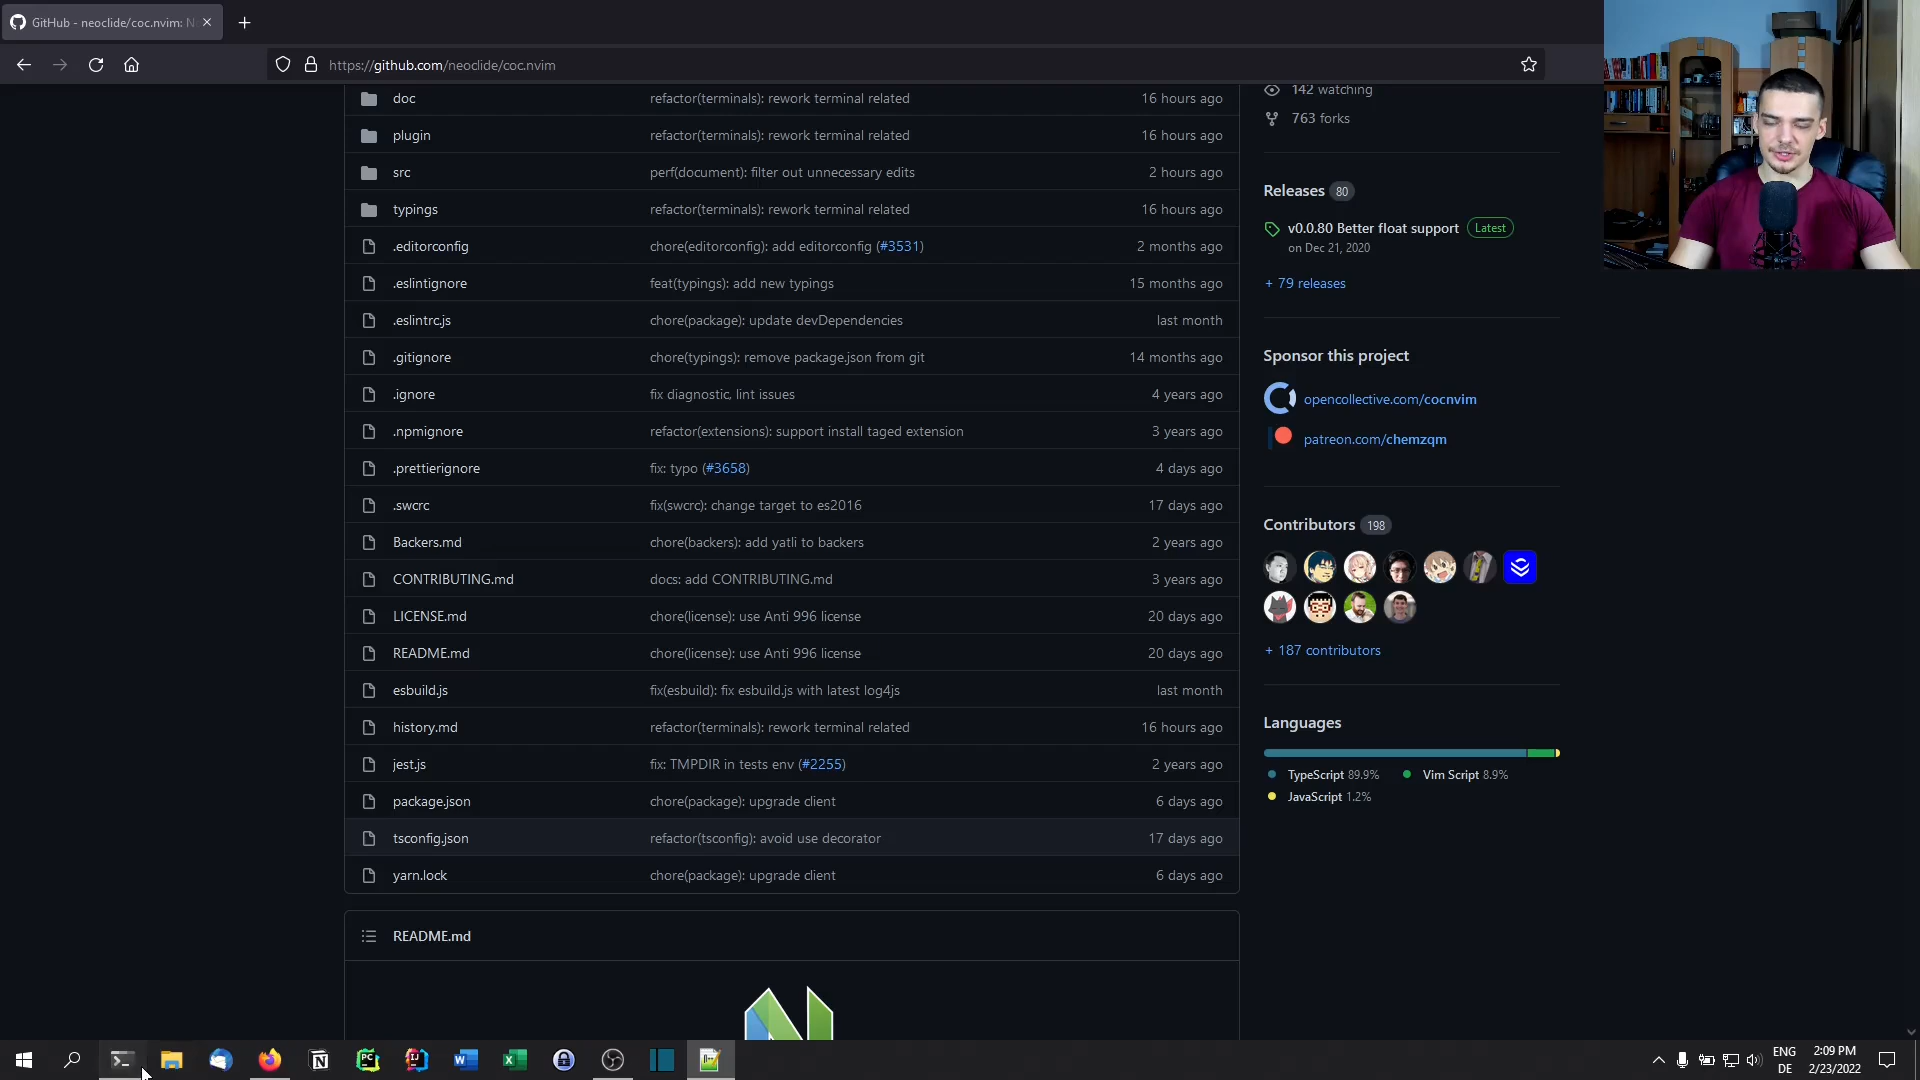 GitHub - neoclide/coc.nvim: N
https://github.com/neoclide/coc.nvim
doc refactor(terminals): rework terminal related 16 hours ago
plugin refactor(terminals): rework terminal related 16 hours ago
src perf(document): filter out unnecessary edits 2 hours ago
typings refactor(terminals): rework terminal related 16 hours ago
.editorconfig chore(editorconfig): add editorconfig (#3531) 2 months ago
.eslintignore feat(typings): add new typings 15 months ago
.eslintrc.js chore(package): update devDependencies last month
.gitignore chore(typings): remove package.json from git 14 months ago
.ignore fix diagnostic, lint issues 4 years ago
.npmignore refactor(extensions): support install taged extension 3 years ago
.prettierignore fix: typo (#3658) 4 days ago
.swcrc fix(swcrc): change target to es2016 17 days ago
Backers.md chore(backers): add yatli to backers 2 years ago
CONTRIBUTING.md docs: add CONTRIBUTING.md 3 years ago
LICENSE.md chore(license): use Anti 996 license 20 days ago
README.md chore(license): use Anti 996 license 20 days ago
esbuild.js fix(esbuild): fix esbuild.js with latest log4js last month
history.md refactor(terminals): rework terminal related 16 hours ago
jest.js fix: TMPDIR in tests env (#2255) 2 years ago
package.json chore(package): upgrade client 6 days ago
tsconfig.json refactor(tsconfig): avoid use decorator 17 days ago
yarn.lock chore(package): upgrade client 6 days ago
README.md
142 watching
763 forks
Releases 80
v0.0.80 Better float support Latest
on Dec 21, 2020
+ 79 releases
Sponsor this project
opencollective.com/cocnvim
patreon.com/chemzqm
Contributors 198
+ 187 contributors
Languages
TypeScript 89.9% Vim Script 8.9%
JavaScript 1.2%
ENG
DE
2:09 PM
2/23/2022